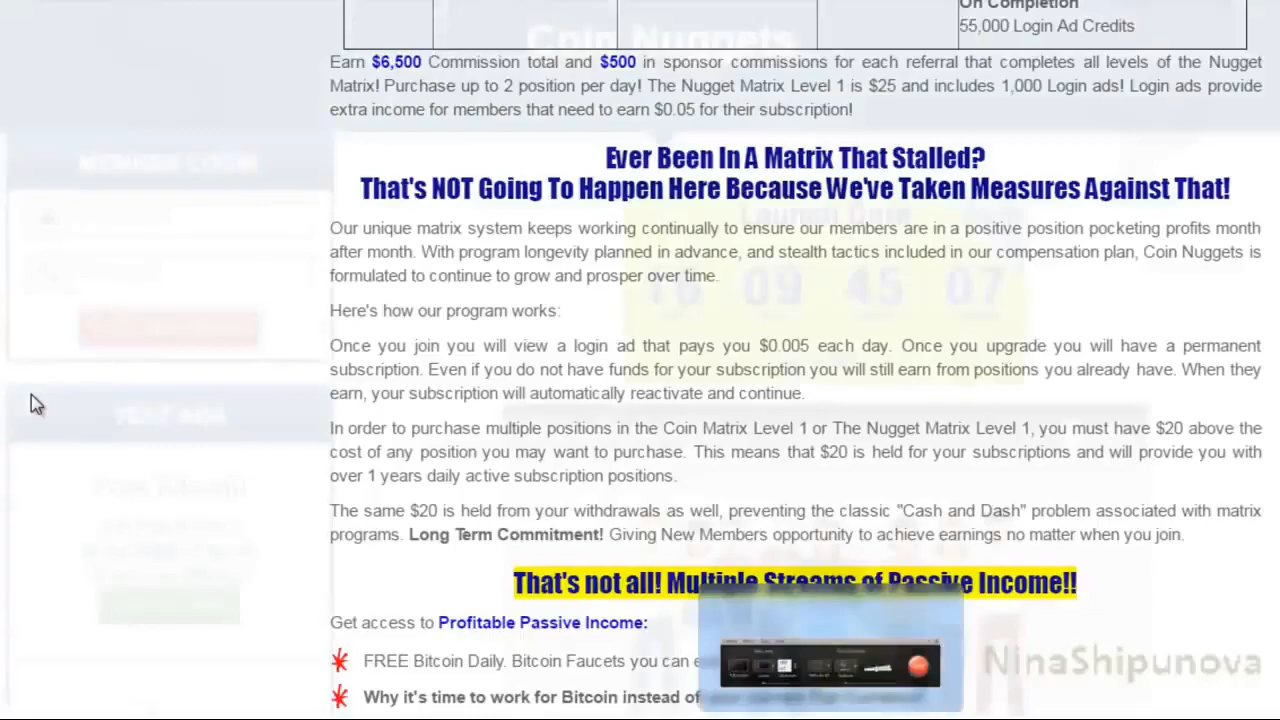 On Completion
55,000 Login Ad Credits
Coin Nuggets
Earn $6,500 Commission total and $500 in sponsor commissions for each referral that completes all levels of the Nugget
Matrix! Purchase up to 2 position per day! The Nugget Matrix Level 1 is $25 and includes 1,000 Login ads! Login ads provide
extra income for members that need to earn $0.05 for their subscription!
MEMBER LOGIN
Ever Been In A Matrix That Stalled?
That's NOT Going To Happen Here Because We've Taken Measures Against That!
Launch Date
Our unique matrix system keeps working continually to ensure our members are in a positive position pocketing profits month
after month. With program longevity planned in advance, and stealth tactics included in our compensation plan, Coin Nuggets is
formulated to continue to grow and prosper over time.
09 45 07
Here's how our program works:
Once you join you will view a login ad that pays you $0.005 each day. Once you upgrade you will have a permanent
subscription. Even if you do not have funds for your subscription you will still earn from positions you already have. When they
earn, your subscription will automatically reactivate and continue.
TEXT ADS
In order to purchase multiple positions in the Coin Matrix Level 1 or The Nugget Matrix Level 1, you must have $20 above the
cost of any position you may want to purchase. This means that $20 is held for your subscriptions and will provide you with
over 1 years daily active subscription positions.
Free Bitcoin
The same $20 is held from your withdrawals as well, preventing the classic "Cash and Dash" problem associated with matrix
programs. Long Term Commitment! Giving New Members opportunity to achieve earnings no matter when you join.
That's not all! Multiple Streams of Passive Income!!
Get access to Profitable Passive Income:
FREE Bitcoin Daily. Bitcoin Faucets you can
Why it's time to work for Bitcoin instead of
NinaShipunova